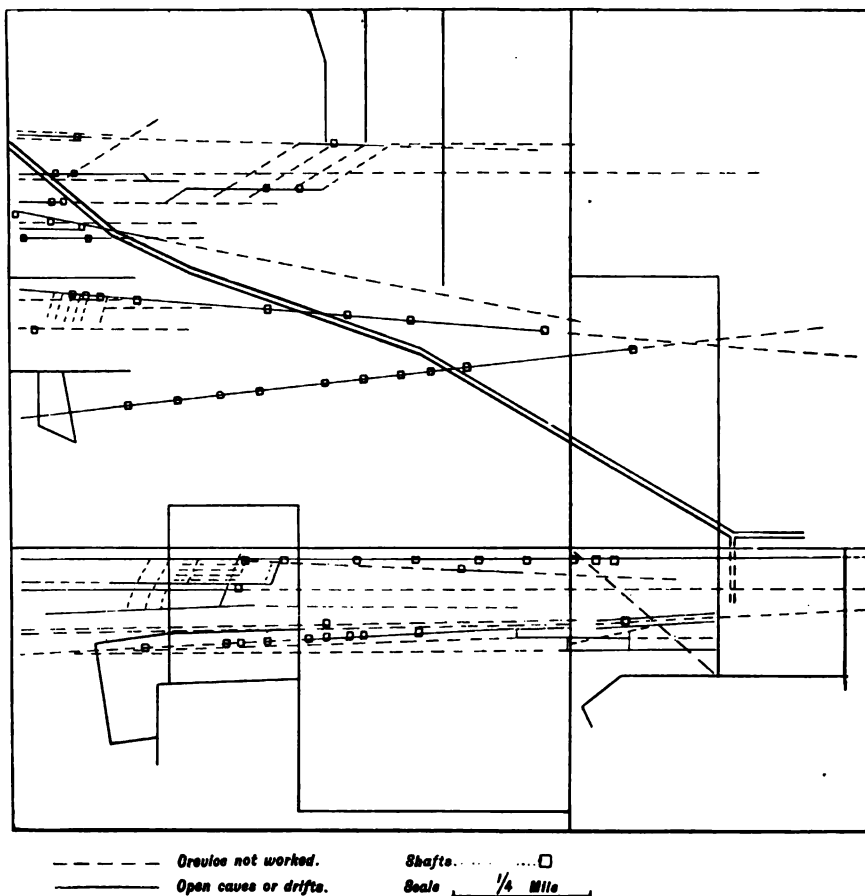 Crevice not worked. Shafts. .... ....
Open caves or drifts. Scale 1/4 Mile